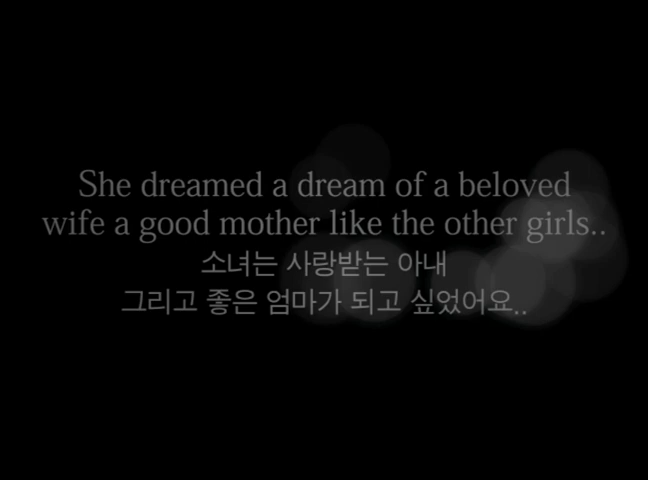 She dreamed a dream of a beloved
wife a good mother like the other girls..
소녀는 사랑받는 아내
그리고 좋은 엄마가 되고 싶었어요..